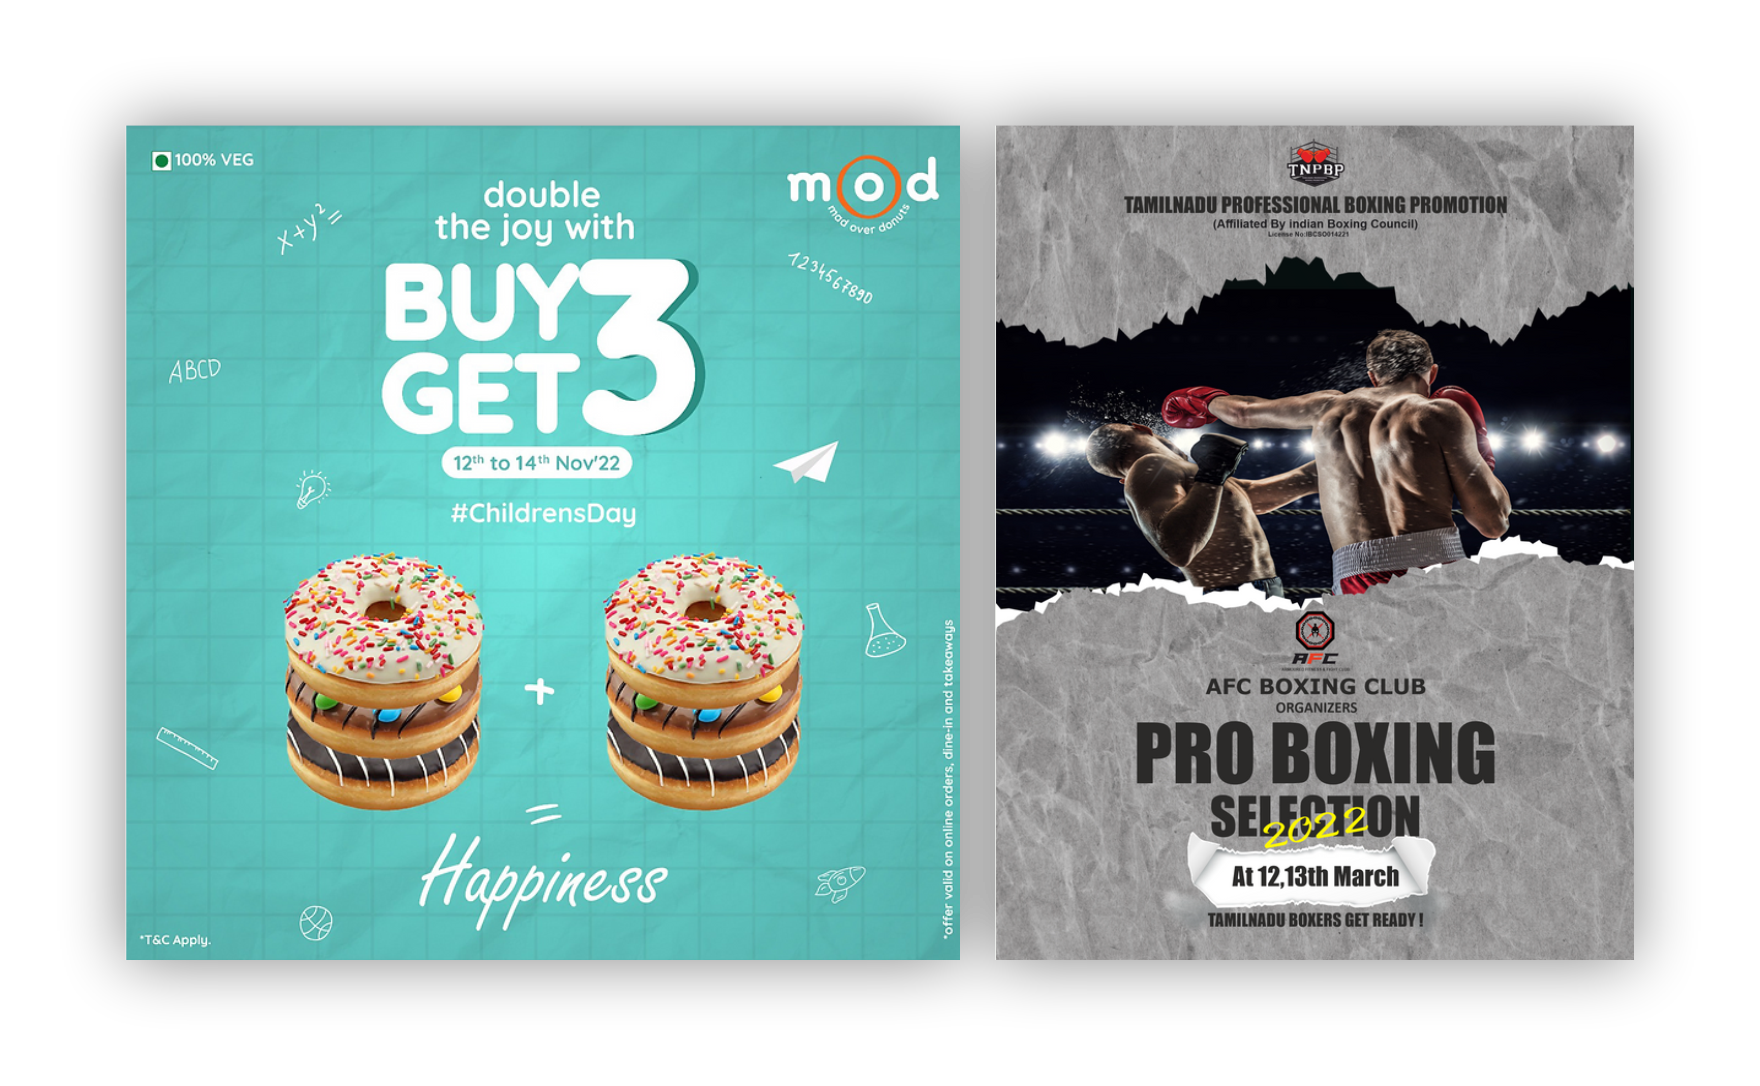 100% VEG
mod
mad over donuts
double
the joy with
BUY 3
GET
12th to 14th Nov'22
#ChildrensDay
x+y²=
1234567890
ABCD
+
=
Happiness
*T&C Apply.
*offer valid on online orders, dine-in and takeaways
TNPBP
TAMILNADU PROFESSIONAL BOXING PROMOTION
(Affiliated By indian Boxing Council)
License No:IBCSO014221
AFC
AFC BOXING CLUB
ORGANIZERS
PRO BOXING
SELECTION
2022
At 12,13th March
TAMILNADU BOXERS GET READY !